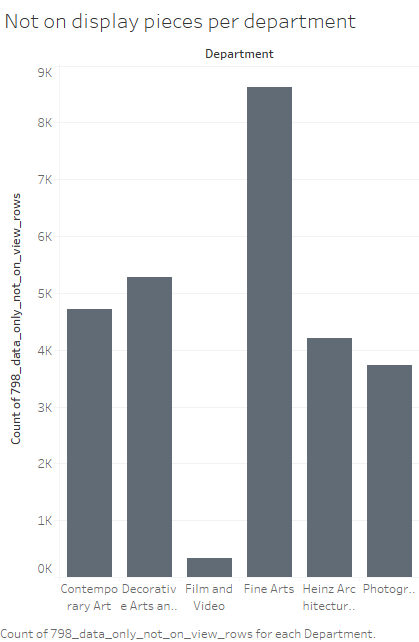 Not on display pieces per department
Department
9K
8K
7K
6K
5K
4K
3K
2K
1K
0K
Count of 798_data_only_not_on_view_rows
Contempo
rary Art
Decorativ
e Arts an..
Film and
Video
Fine Arts
Heinz Arc
hitectur..
Photogr..
Count of 798_data_only_not_on_view_rows for each Department.